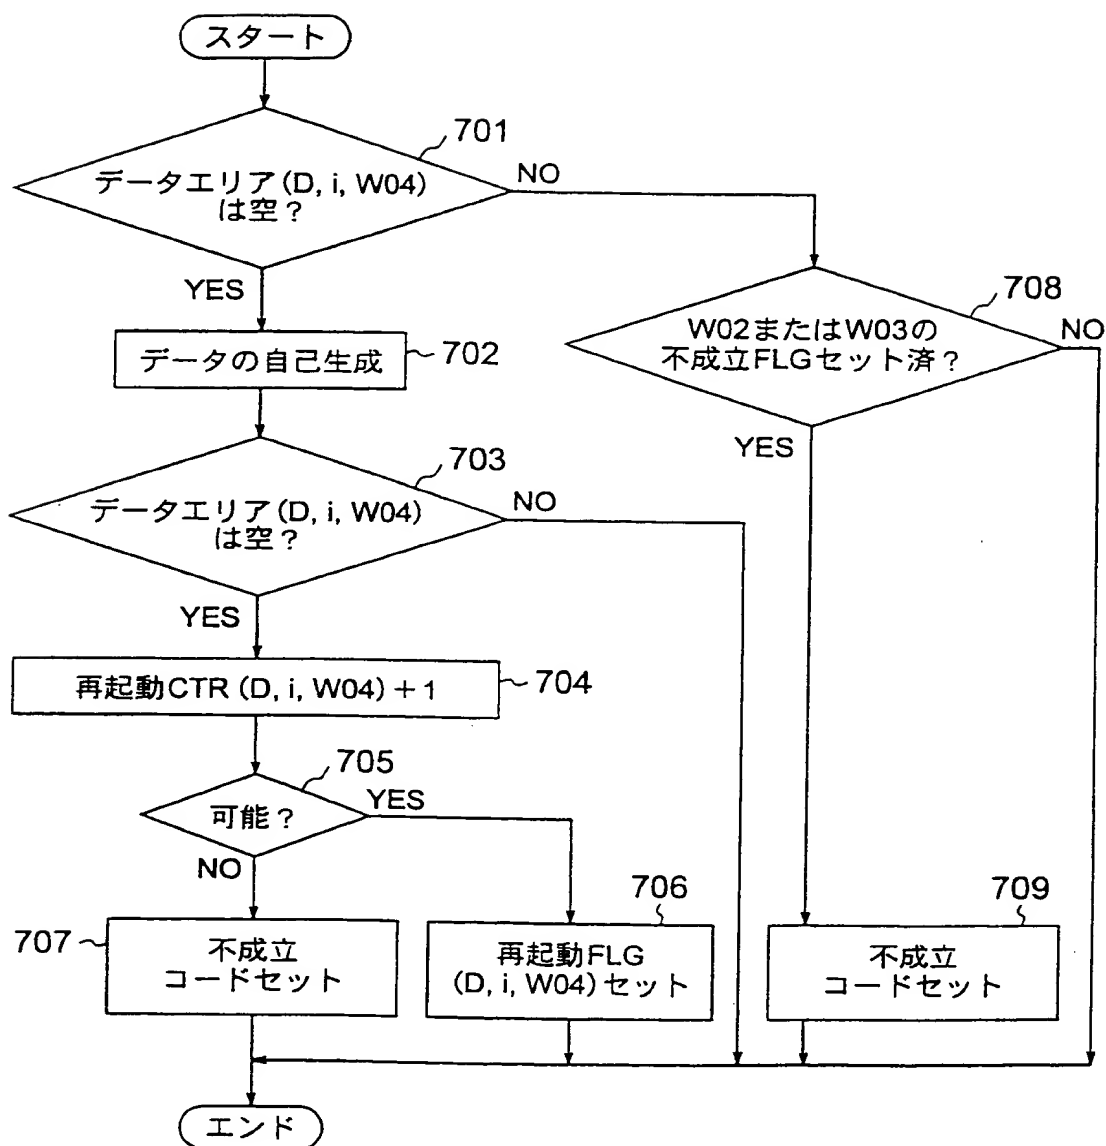 スタート
701
データエリア(D, i, W04)
は空?
NO
YES
708
W02またはW03の
不成立FLGセット済?
NO
YES
データの自己生成
702
703
データエリア(D, i, W04)
は空?
NO
YES
再起動CTR (D, i, W04)+1
704
705
可能?
YES
NO
707
不成立
コードセット
706
再起動FLG
(D, i, W04)セット
709
不成立
コードセット
エンド